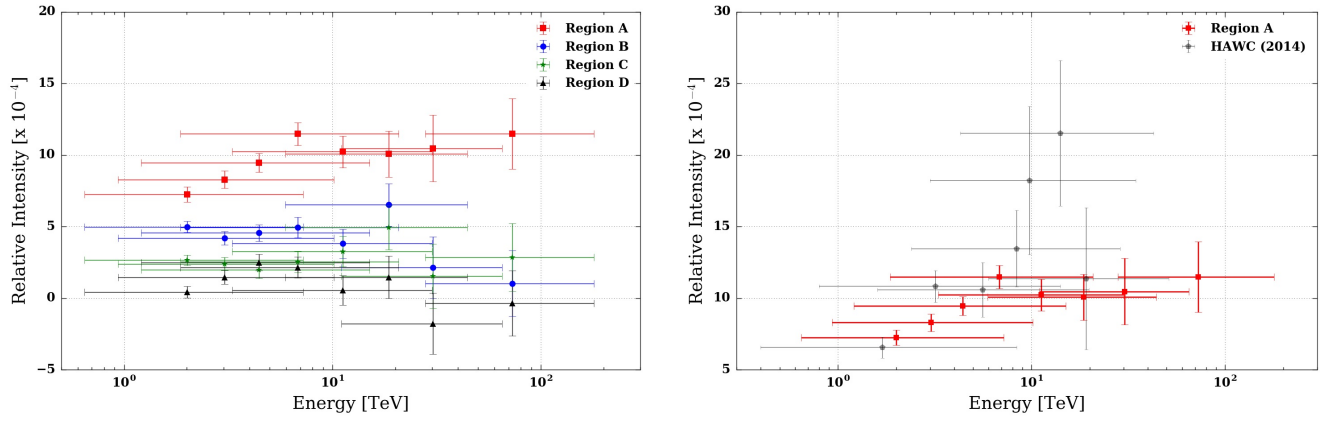 20
15
10
5
0
−5
Relative Intensity [x 10⁻⁴]
10⁰
10¹
10²
Energy [TeV]
Region A
Region B
Region C
Region D
30
25
20
15
10
5
Relative Intensity [x 10⁻⁴]
10⁰
10¹
10²
Energy [TeV]
Region A
HAWC (2014)